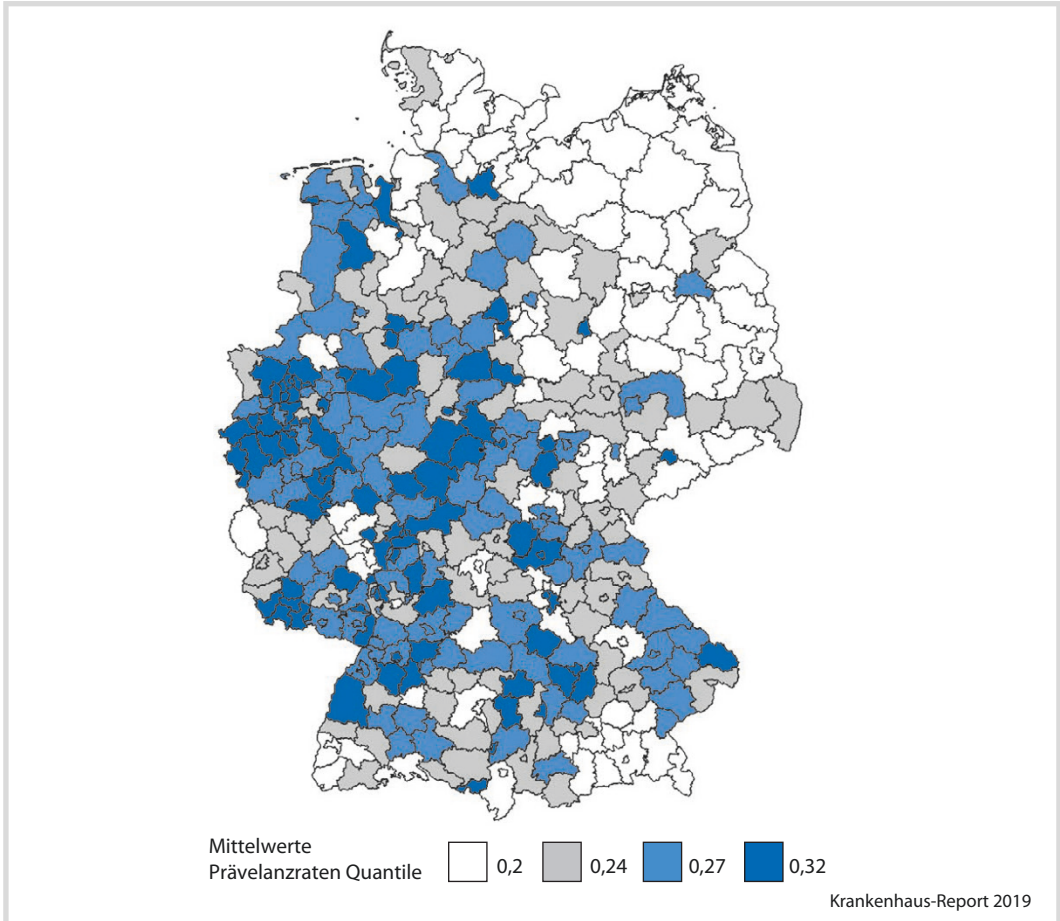 Mittelwerte
Prävelanzraten Quantile 0,2 0,24 0,27 0,32
Krankenhaus-Report 2019